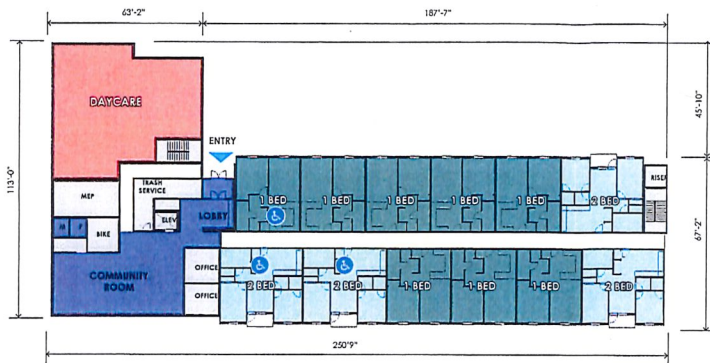 63'-2"
187'-7"
DAYCARE
113'-0"
45'-10"
ENTRY
MEP
TRASH
SERVICE
RISER
1 BED
1 BED
1 BED
1 BED
1 BED
2 BED
M
F
BIKE
ELEV
LOBBY
67'-2"
COMMUNITY
ROOM
OFFICE
OFFICE
2 BED
2 BED
1 BED
1 BED
1 BED
2 BED
250'9"